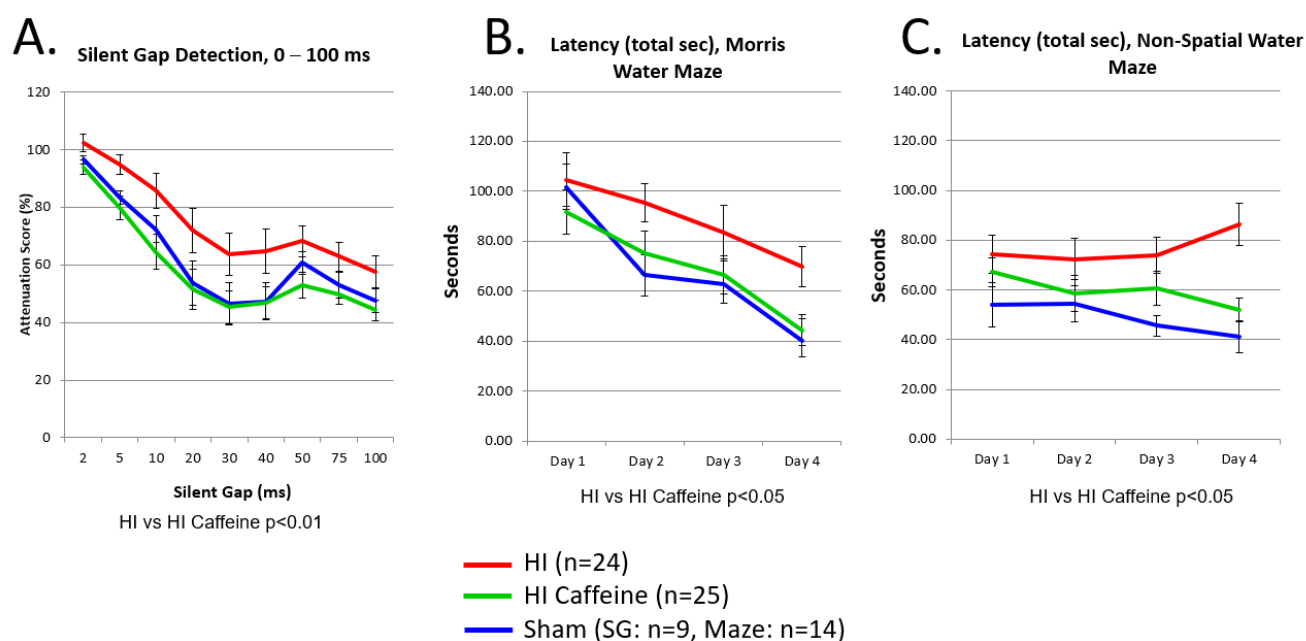 A.
Silent Gap Detection, 0 – 100 ms
120
100
80
60
40
20
0
Attenuation Score (%)
2 5 10 20 30 40 50 75 100
Silent Gap (ms)
HI vs HI Caffeine p<0.01
B.
Latency (total sec), Morris
Water Maze
140.00
120.00
100.00
80.00
60.00
40.00
20.00
0.00
Seconds
Day 1 Day 2 Day 3 Day 4
HI vs HI Caffeine p<0.05
C.
Latency (total sec), Non-Spatial Water
Maze
140.00
120.00
100.00
80.00
60.00
40.00
20.00
0.00
Seconds
Day 1 Day 2 Day 3 Day 4
HI vs HI Caffeine p<0.05
HI (n=24)
HI Caffeine (n=25)
Sham (SG: n=9, Maze: n=14)